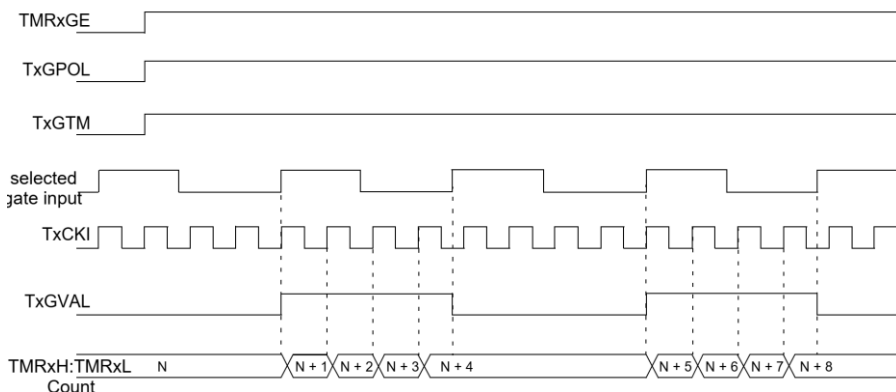 TMRxGE
TxGPOL
TxGTM
selected
gate input
TxCKI
TxGVAL
TMRxH:TMRxL N N + 1 N + 2 N + 3 N + 4 N + 5 N + 6 N + 7 N + 8
Count